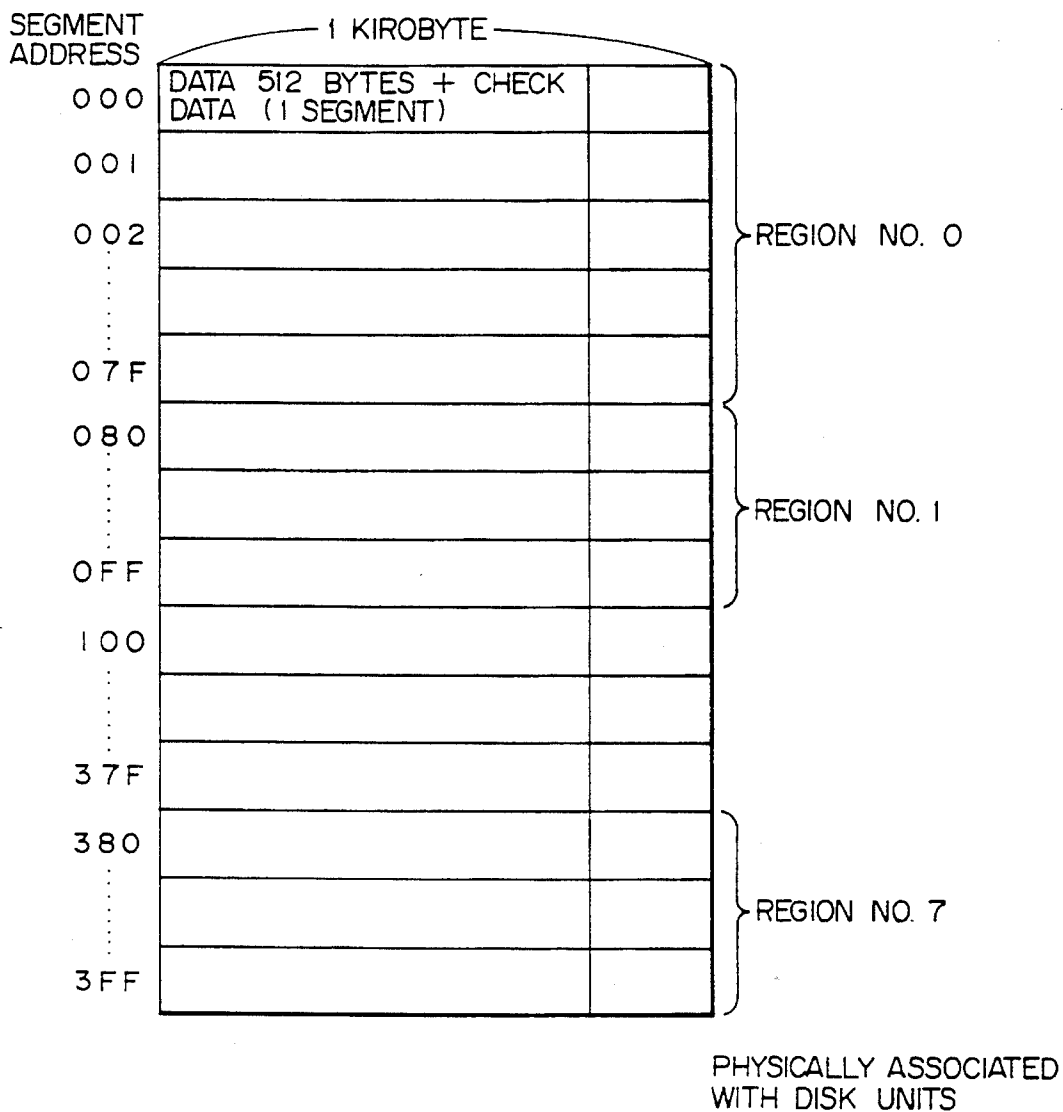 SEGMENT
ADDRESS
1 KIROBYTE
000
DATA 512 BYTES + CHECK
DATA (1 SEGMENT)
001
002
REGION NO. 0
07F
080
REGION NO. 1
0FF
100
37F
380
REGION NO. 7
3FF
PHYSICALLY ASSOCIATED
WITH DISK UNITS